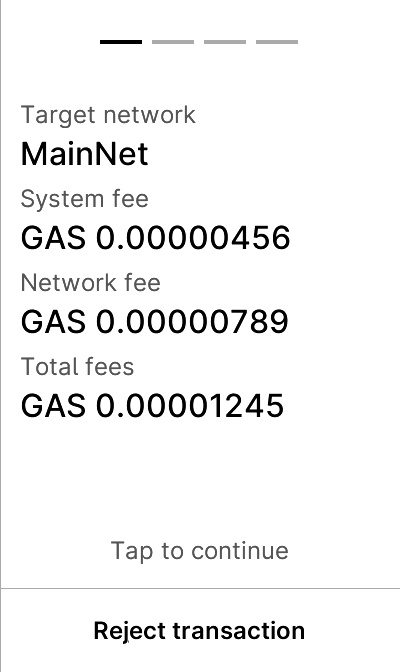 Target network
MainNet
System fee
GAS 0.00000456
Network fee
GAS 0.00000789
Total fees
GAS 0.00001245
Tap to continue
Reject transaction